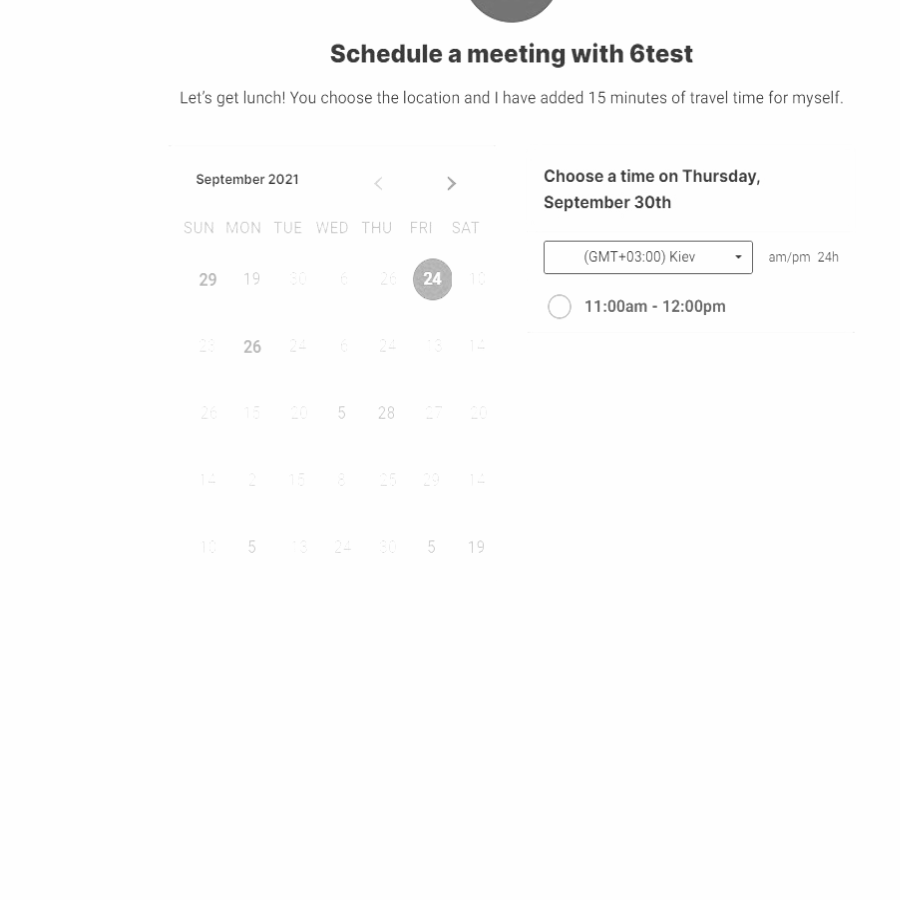 Schedule a meeting with 6test
Let's get lunch! You choose the location and I have added 15 minutes of travel time for myself.
September 2021
SUN MON TUE WED THU FRI SAT
29 19 30 6 26 24 10
23 26 24 6 24 13 14
26 15 20 5 28 27 20
14 2 15 8 25 29 14
10 5 13 24 30 5 19
Choose a time on Thursday,
September 30th
(GMT+03:00) Kiev am/pm 24h
11:00am - 12:00pm